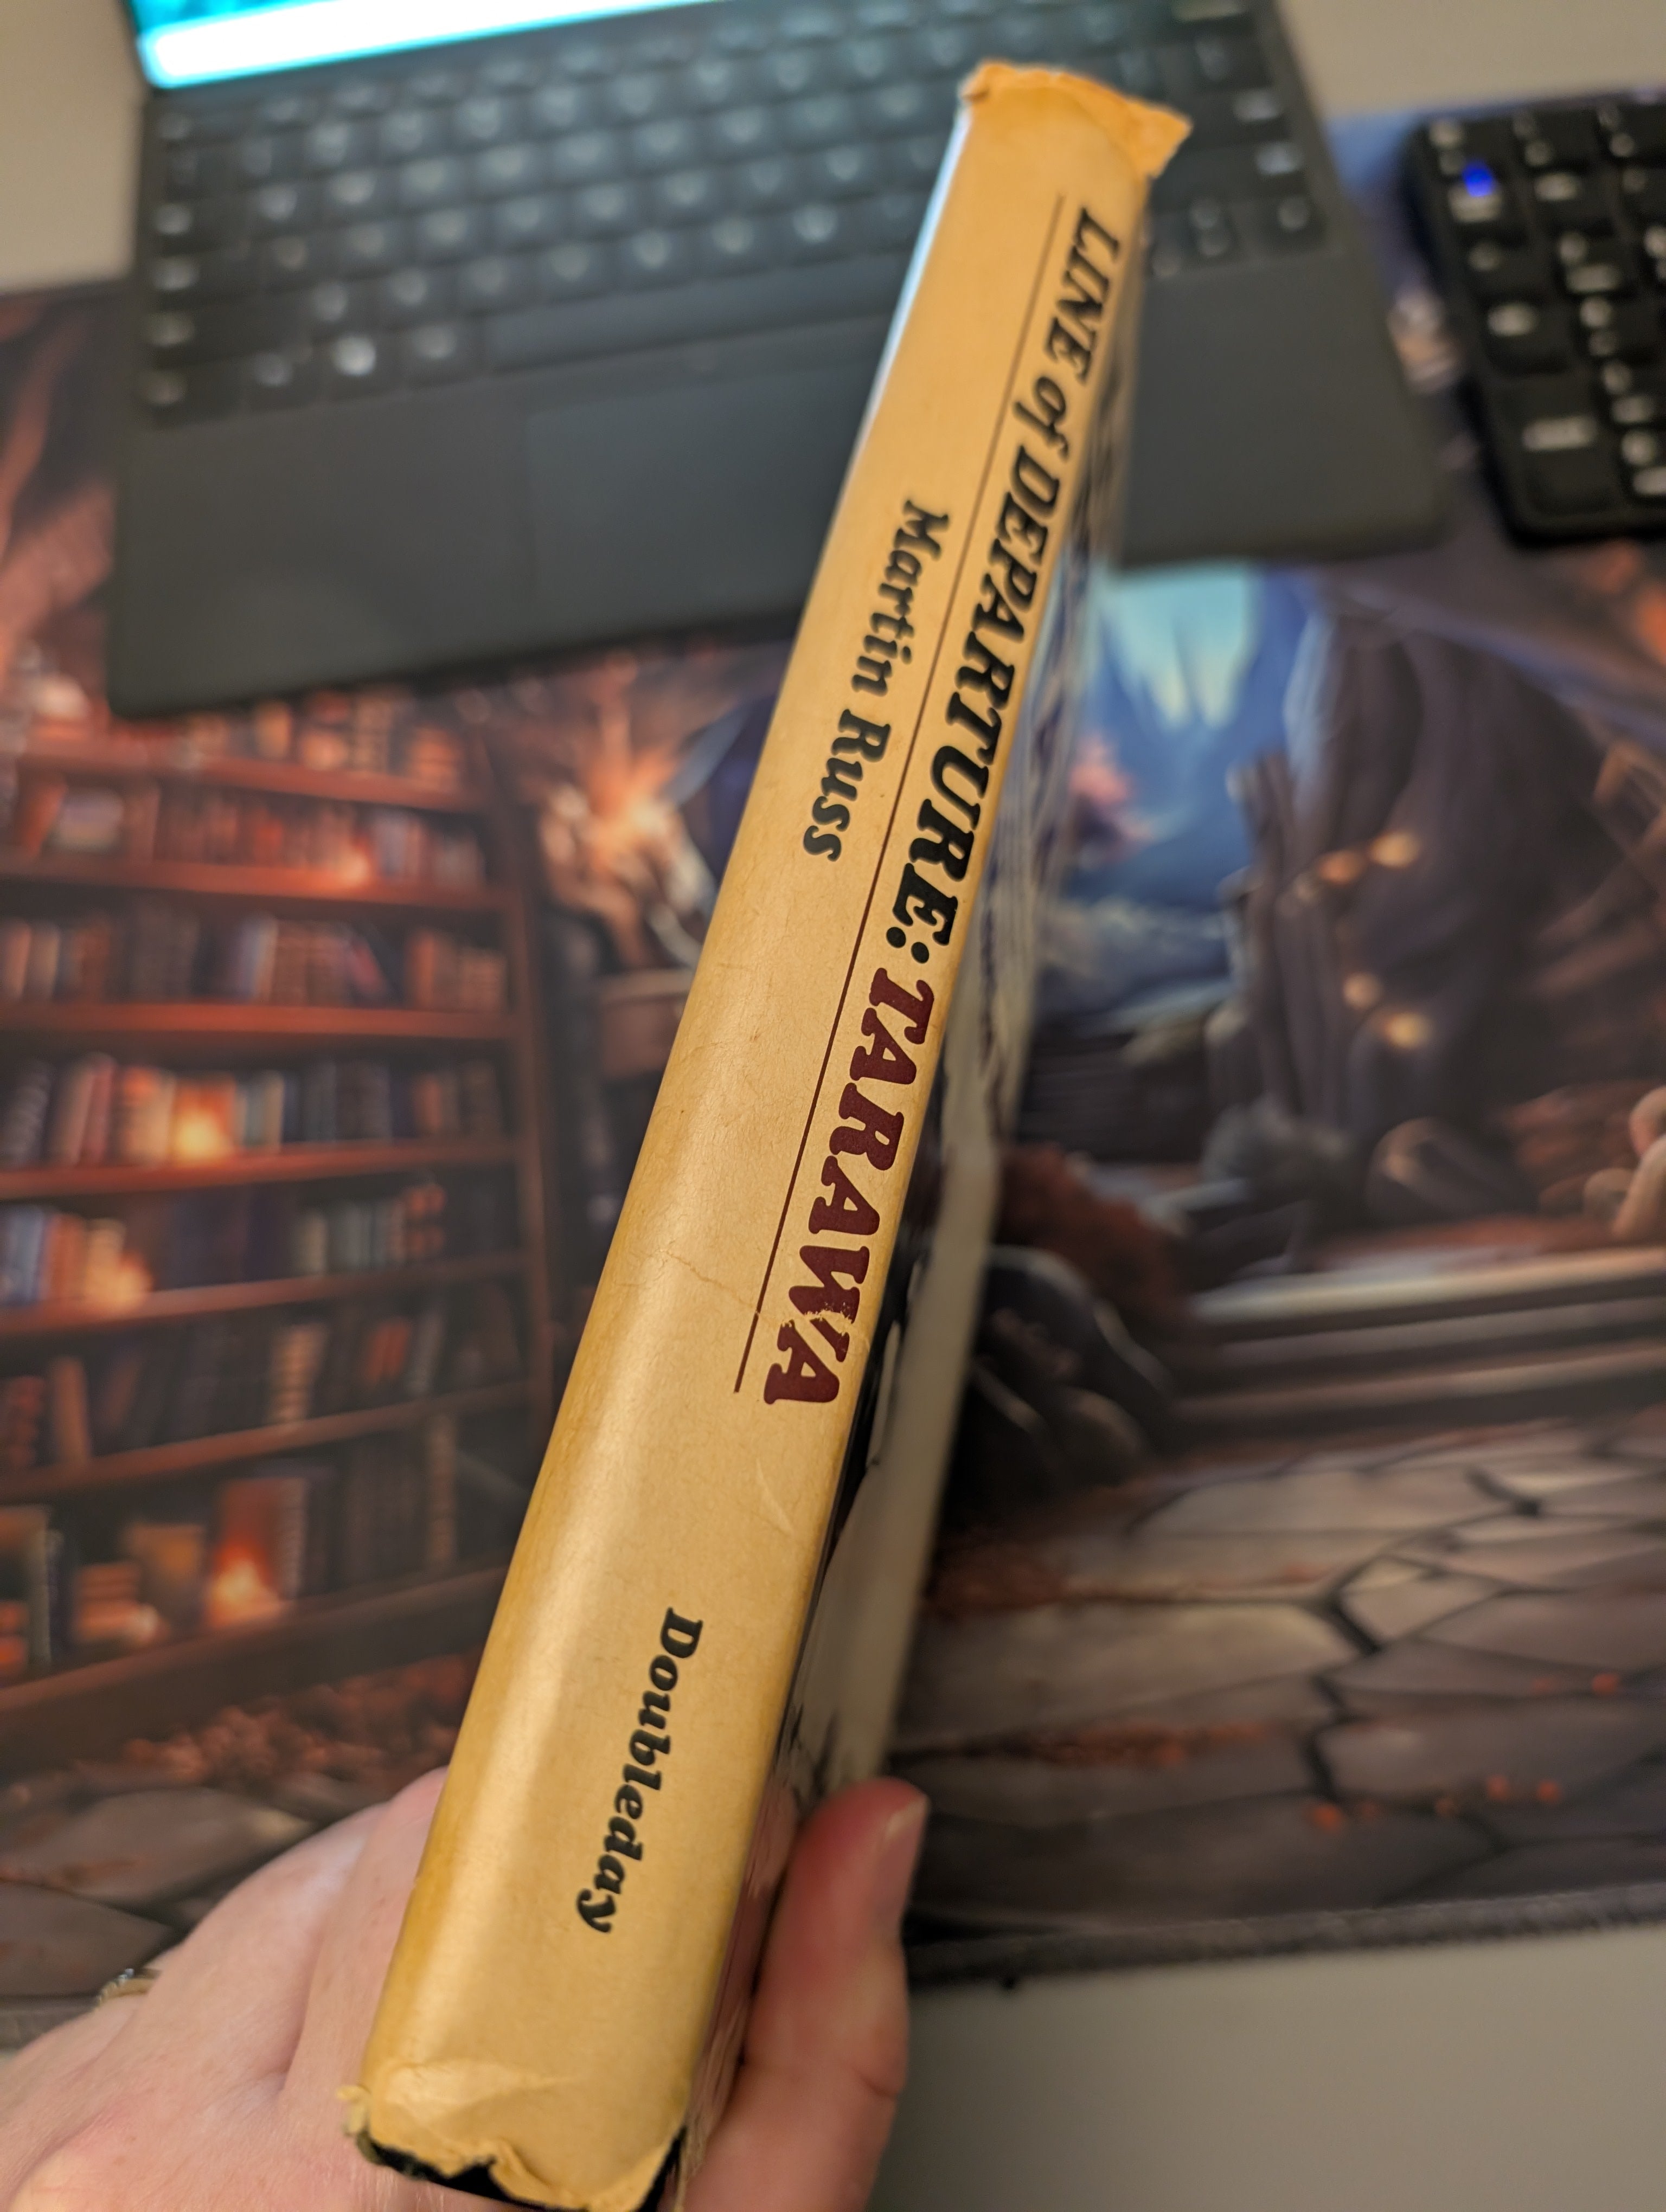 LINE of DEPARTURE: TARAWA
Martin Russ
Doubleday